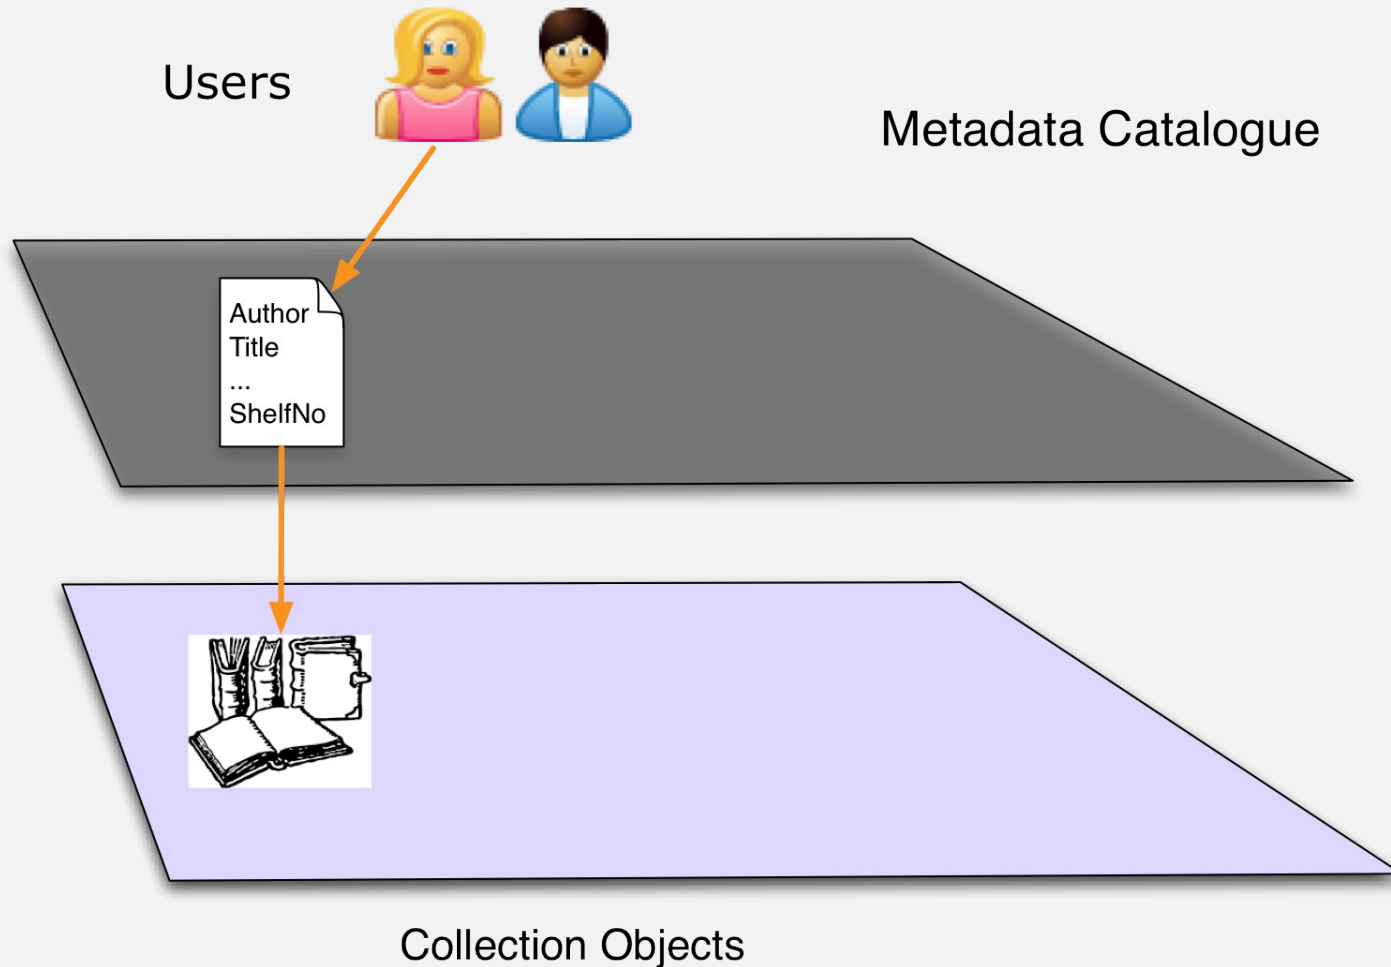 Users
Metadata Catalogue
Author
Title
...
ShelfNo
Collection Objects